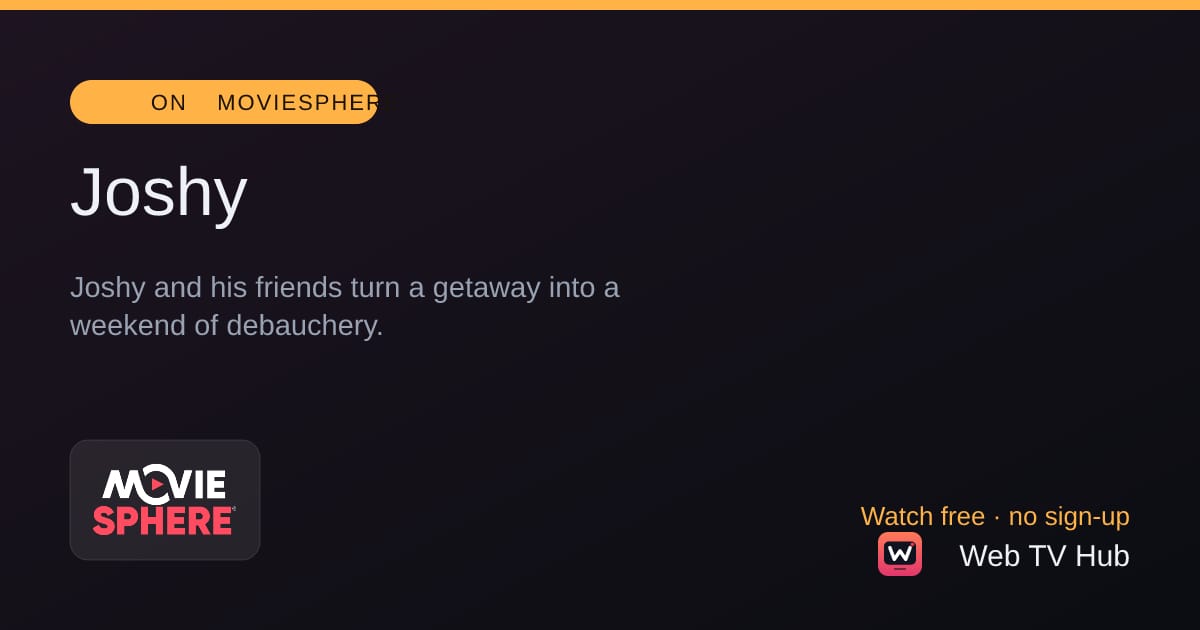 ON MOVIESPHER
Joshy
Joshy and his friends turn a getaway into a
weekend of debauchery.
MOVIE
SPHERE
Watch free · no sign-up
W
Web TV Hub